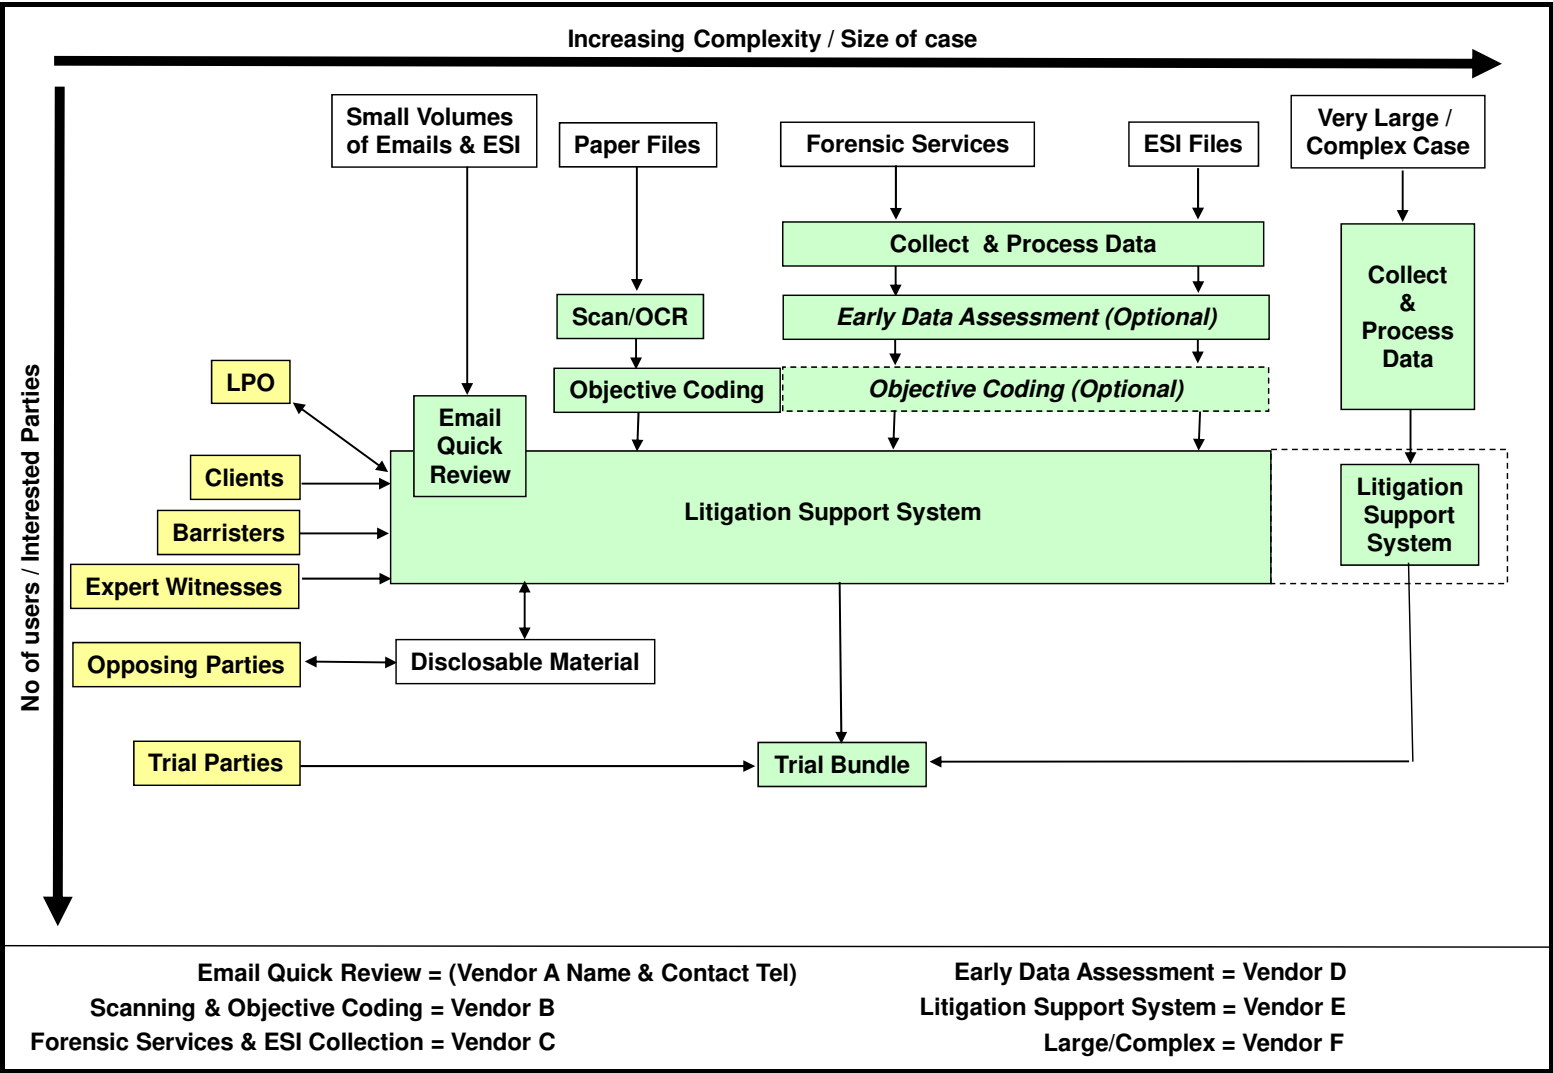 Increasing Complexity / Size of case
Small Volumes
of Emails & ESI
Paper Files
Forensic Services
ESI Files
Very Large /
Complex Case
Collect & Process Data
Collect
&
Process
Data
Scan/OCR
Early Data Assessment (Optional)
LPO
Objective Coding
Objective Coding (Optional)
Email
Quick
Review
No of users / Interested Parties
Clients
Barristers
Expert Witnesses
Litigation Support System
Litigation
Support
System
Opposing Parties
Disclosable Material
Trial Parties
Trial Bundle
Email Quick Review = (Vendor A Name & Contact Tel)
Scanning & Objective Coding = Vendor B
Forensic Services & ESI Collection = Vendor C
Early Data Assessment = Vendor D
Litigation Support System = Vendor E
Large/Complex = Vendor F